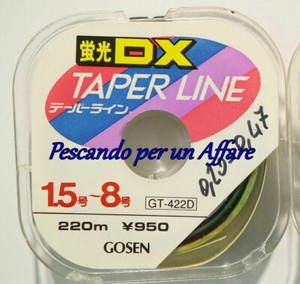 蛍光DX
TAPER LINE
テーパーライン
Pescando per un Affare
1.5号~8号
GT-422D
220m ¥950
GOSEN